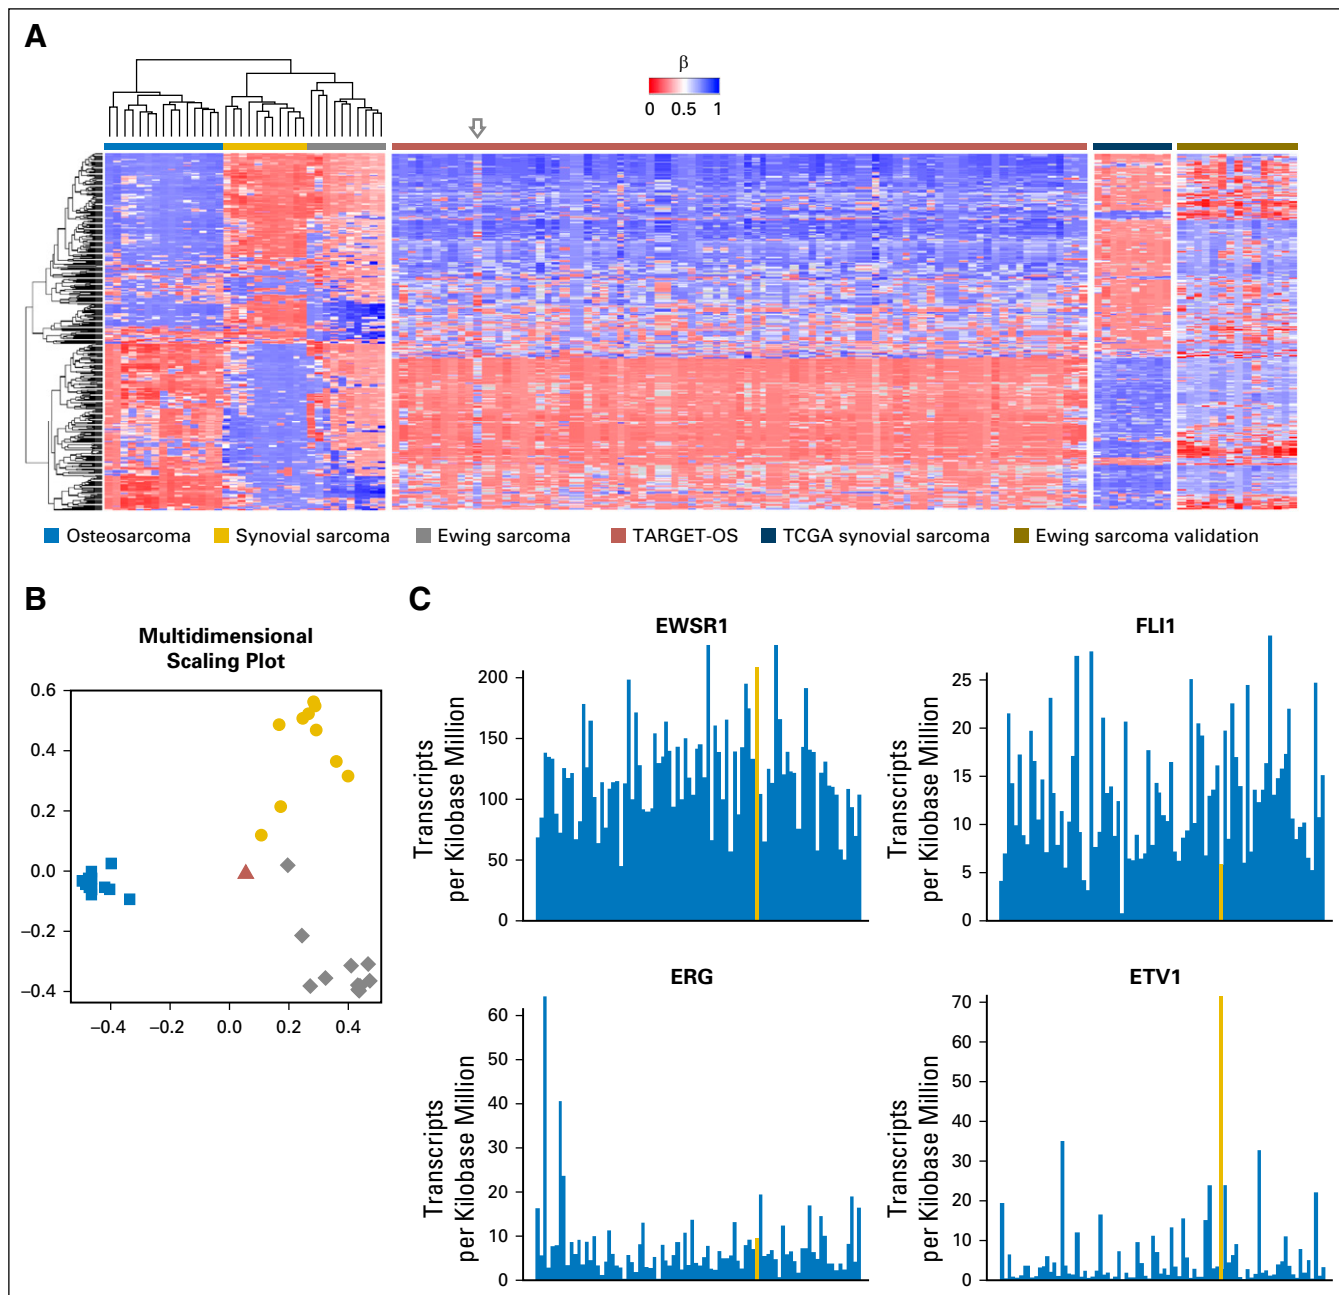 A
β
0 0.5 1
Osteosarcoma Synovial sarcoma Ewing sarcoma TARGET-OS TCGA synovial sarcoma Ewing sarcoma validation
B
Multidimensional
Scaling Plot
0.6
0.4
0.2
0.0
–0.2
–0.4
–0.4 –0.2 0.0 0.2 0.4
C
EWSR1
Transcripts
per Kilobase Million
200
150
100
50
0
FLI1
Transcripts
per Kilobase Million
25
20
15
10
5
0
ERG
Transcripts
per Kilobase Million
60
50
40
30
20
10
0
ETV1
Transcripts
per Kilobase Million
70
60
50
40
30
20
10
0